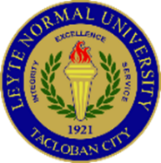 LEYTE NORMAL UNIVERSITY
INTEGRITY
EXCELLENCE
SERVICE
1921
TACLOBAN CITY